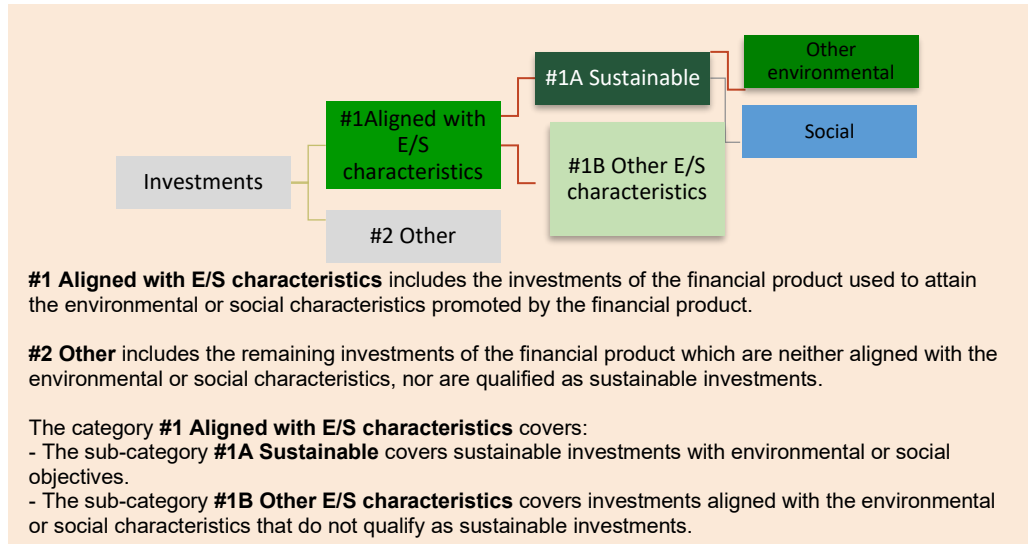 Other
environmental
#1A Sustainable
#1Aligned with
E/S
characteristics
Social
#1B Other E/S
characteristics
Investments
#2 Other
#1 Aligned with E/S characteristics includes the investments of the financial product used to attain
the environmental or social characteristics promoted by the financial product.
#2 Other includes the remaining investments of the financial product which are neither aligned with the
environmental or social characteristics, nor are qualified as sustainable investments.
The category #1 Aligned with E/S characteristics covers:
- The sub-category #1A Sustainable covers sustainable investments with environmental or social
objectives.
- The sub-category #1B Other E/S characteristics covers investments aligned with the environmental
or social characteristics that do not qualify as sustainable investments.